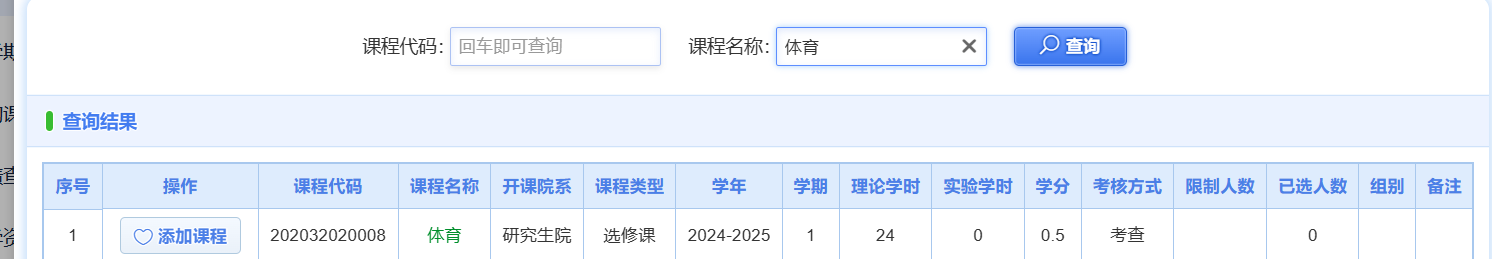 课程代码: 回车即可查询 课程名称: 体育 查询
查询结果
序号 操作 课程代码 课程名称 开课院系 课程类型 学年 学期 理论学时 实验学时 学分 考核方式 限制人数 已选人数 组别 备注
1 添加课程 202032020008 体育 研究生院 选修课 2024-2025 1 24 0 0.5 考查 0